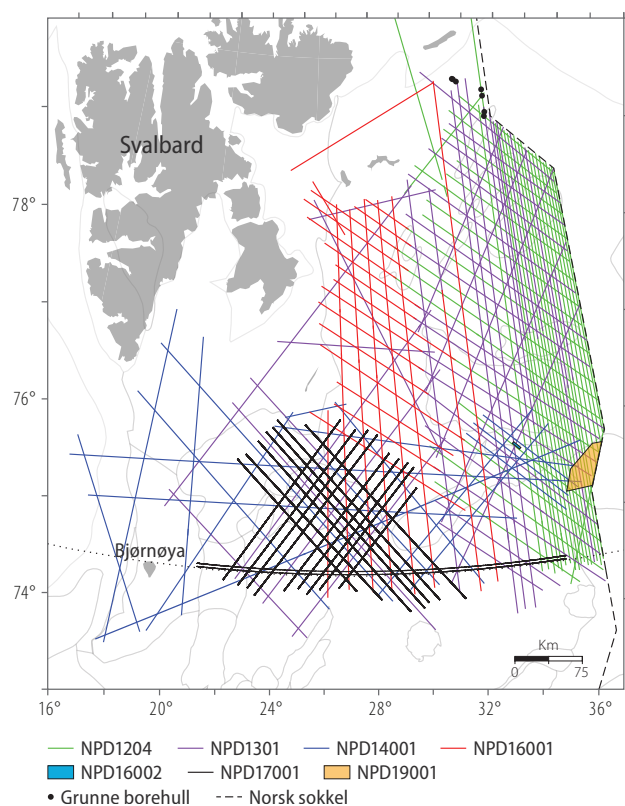 Svalbard
78°
76°
Bjørnøya
74°
Km
0 75
16° 20° 24° 28° 32° 36°
NPD1204 NPD1301 NPD14001 NPD16001
NPD16002 NPD17001 NPD19001
Grunne borehull Norsk sokkel